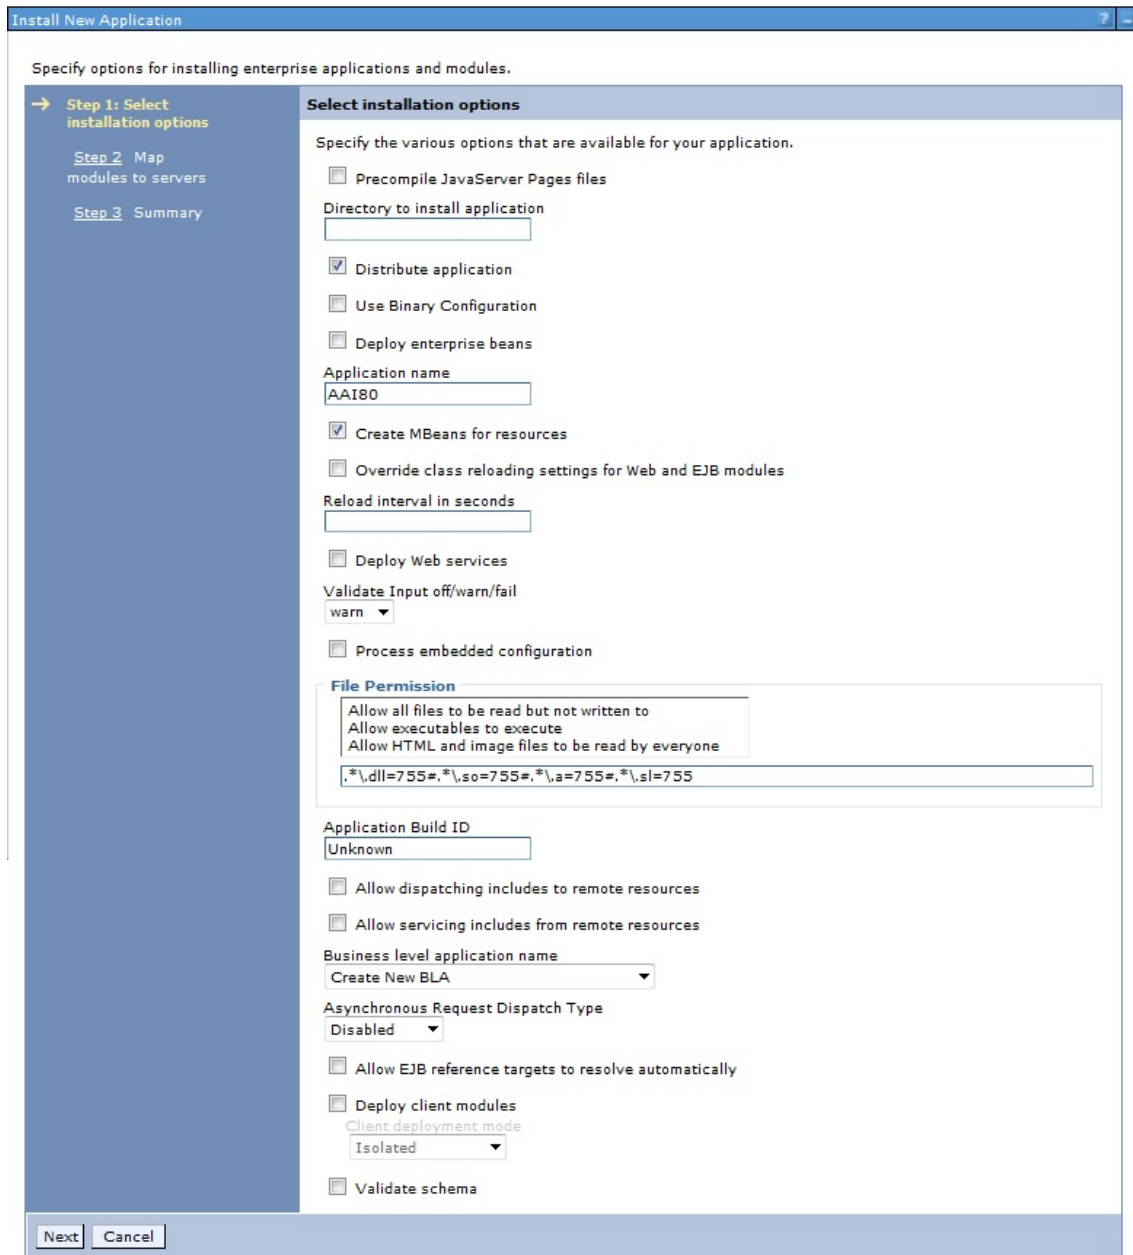 Install New Application
?
Specify options for installing enterprise applications and modules.
Step 1: Select
installation options
Step 2 Map
modules to servers
Step 3 Summary
Select installation options
Specify the various options that are available for your application.
Precompile JavaServer Pages files
Directory to install application
Distribute application
Use Binary Configuration
Deploy enterprise beans
Application name
AAI80
Create MBeans for resources
Override class reloading settings for Web and EJB modules
Reload interval in seconds
Deploy Web services
Validate Input off/warn/fail
warn
Process embedded configuration
File Permission
Allow all files to be read but not written to
Allow executables to execute
Allow HTML and image files to be read by everyone
.*\.dll=755#.*\.so=755#.*\.a=755#.*\.sl=755
Application Build ID
Unknown
Allow dispatching includes to remote resources
Allow servicing includes from remote resources
Business level application name
Create New BLA
Asynchronous Request Dispatch Type
Disabled
Allow EJB reference targets to resolve automatically
Deploy client modules
Client deployment mode
Isolated
Validate schema
Next Cancel